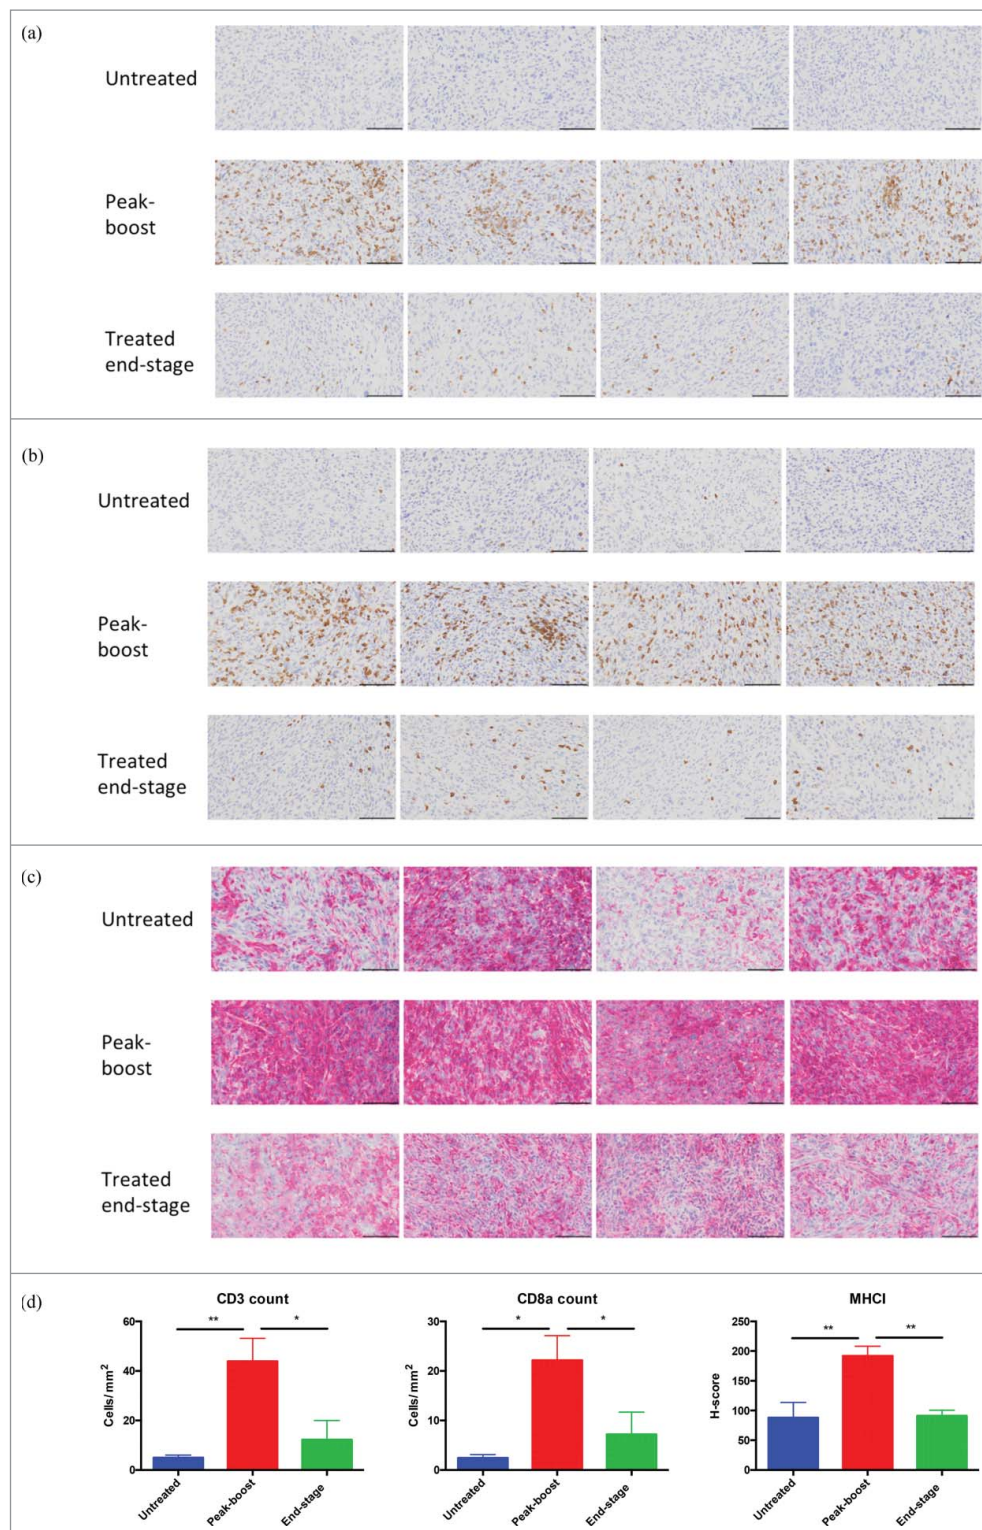 (a)
Untreated
Peak-
boost
Treated
end-stage
(b)
Untreated
Peak-
boost
Treated
end-stage
(c)
Untreated
Peak-
boost
Treated
end-stage
(d)
CD3 count
60
40
20
0
Cells/ mm²
** *
Untreated
Peak-boost
End-stage
CD8a count
30
20
10
0
Cells/ mm²
* *
Untreated
Peak-boost
End-stage
MHCI
250
200
150
100
50
0
H-score
** **
Untreated
Peak-boost
End-stage